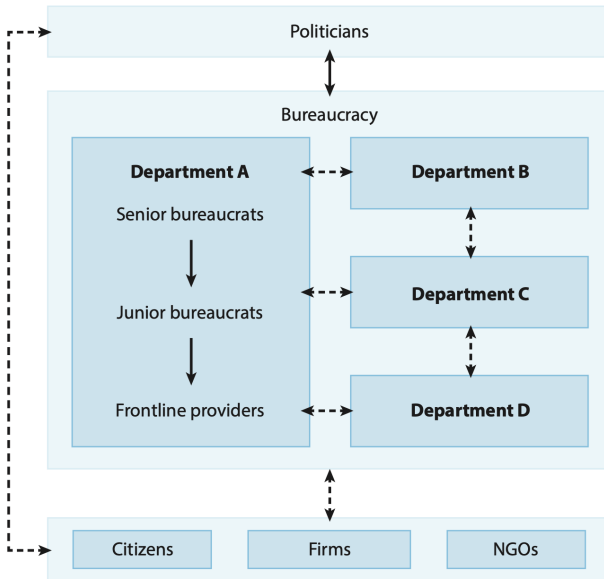 Politicians
Bureaucracy
Department A
Senior bureaucrats
Junior bureaucrats
Frontline providers
Department B
Department C
Department D
Citizens
Firms
NGOs